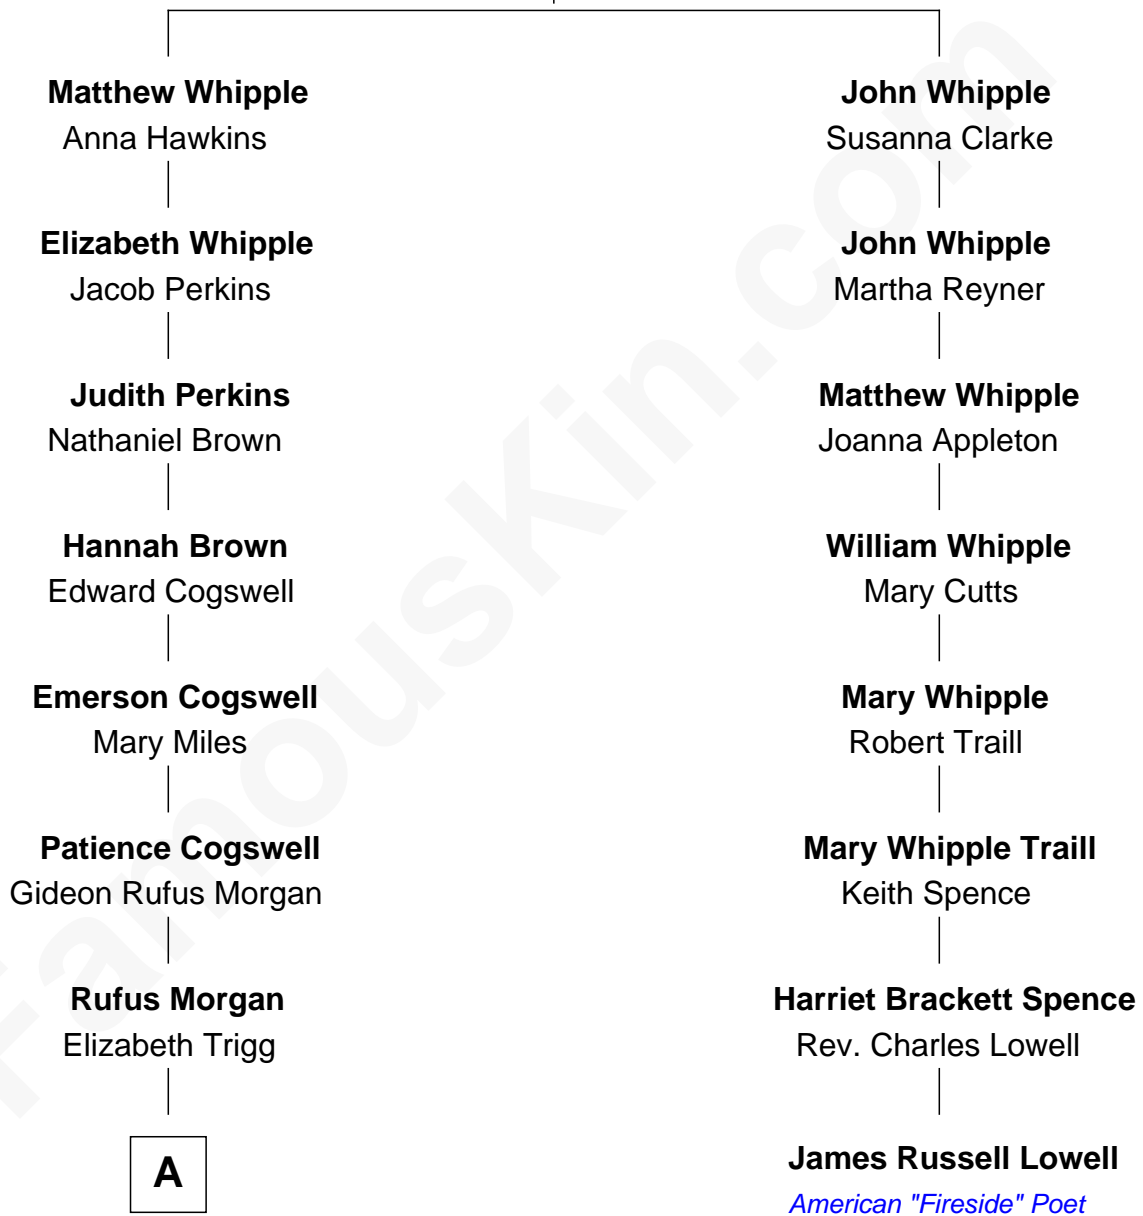 Matthew Whipple
Anna Hawkins
Elizabeth Whipple
Jacob Perkins
Judith Perkins
Nathaniel Brown
Hannah Brown
Edward Cogswell
Emerson Cogswell
Mary Miles
Patience Cogswell
Gideon Rufus Morgan
Rufus Morgan
Elizabeth Trigg
A
John Whipple
Susanna Clarke
John Whipple
Martha Reyner
Matthew Whipple
Joanna Appleton
William Whipple
Mary Cutts
Mary Whipple
Robert Traill
Mary Whipple Traill
Keith Spence
Harriet Brackett Spence
Rev. Charles Lowell
James Russell Lowell
American "Fireside" Poet
FamousKin.com